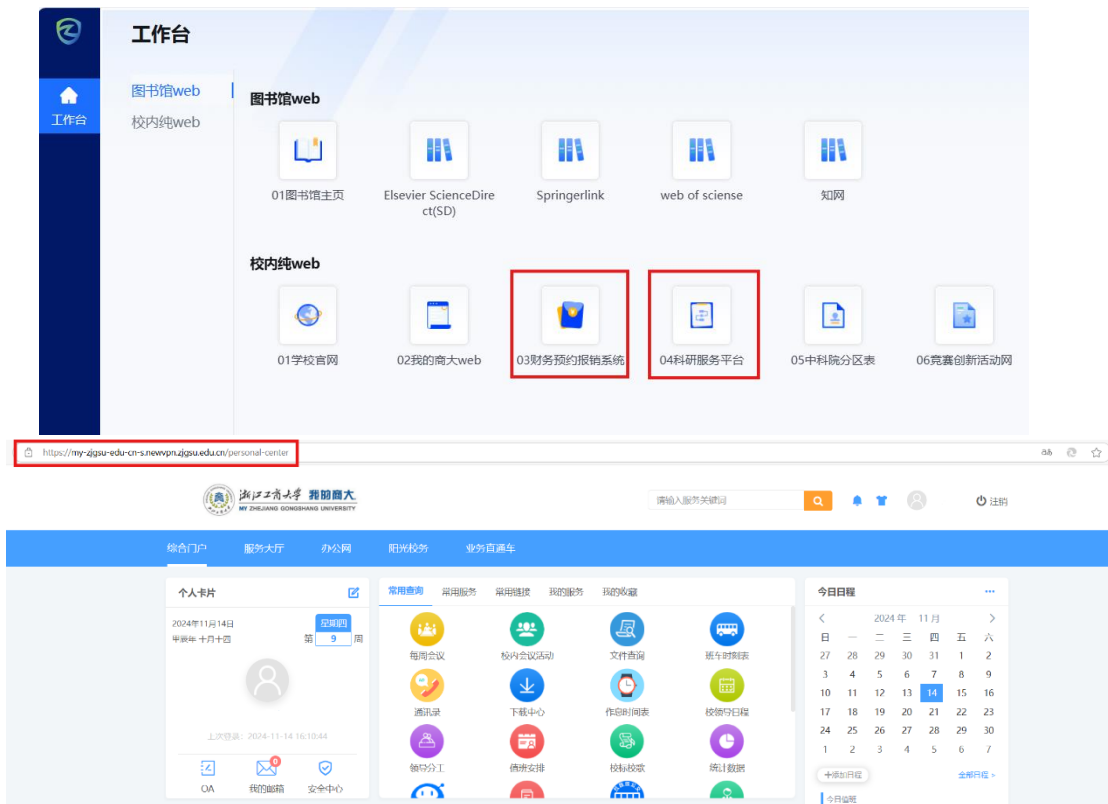 工作台
图书馆web
工作台
校内纯web
图书馆web
01图书馆主页
Elsevier ScienceDire
ct(SD)
Springerlink
web of sciense
知网
校内纯web
01学校官网
02我的商大web
03财务预约报销系统
04科研服务平台
05中科院分区表
06竞赛创新活动网
https://my-zjgsu-edu-cn-s.newvpn.zjgsu.edu.cn/personal-center
浙江工商大学 我的商大
MY ZHEJIANG GONGSHANG UNIVERSITY
请输入服务关键词
注销
综合门户 服务大厅 办公网 阳光校务 业务直通车
个人卡片
2024年11月14日 星期四
甲辰年 十月十四 第 9 周
上次登录: 2024-11-14 16:10:44
0
OA 我的邮箱 安全中心
常用查询 常用服务 常用链接 我的服务 我的收藏
每周会议 校内会议活动 文件查询 班车时刻表
通讯录 下载中心 作息时间表 校领导日程
领导分工 值班安排 校标校歌 统计数据
今日日程
2024 年 11 月
日 一 二 三 四 五 六
27 28 29 30 31 1 2
3 4 5 6 7 8 9
10 11 12 13 14 15 16
17 18 19 20 21 22 23
24 25 26 27 28 29 30
1 2 3 4 5 6 7
+添加日程 全部日程 >
今日值班